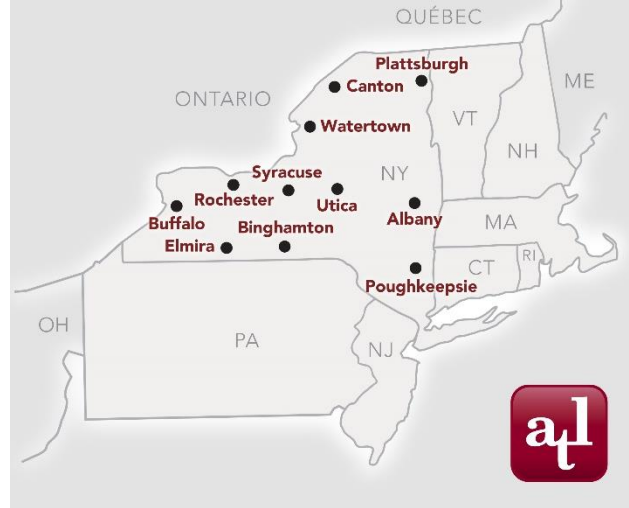 QUÉBEC
Plattsburgh
Canton
ME
ONTARIO
VT
Watertown
NH
Syracuse
NY
Rochester
Utica
Albany
Buffalo
Binghamton
MA
Elmira
RI
CT
Poughkeepsie
OH
PA
NJ
atl